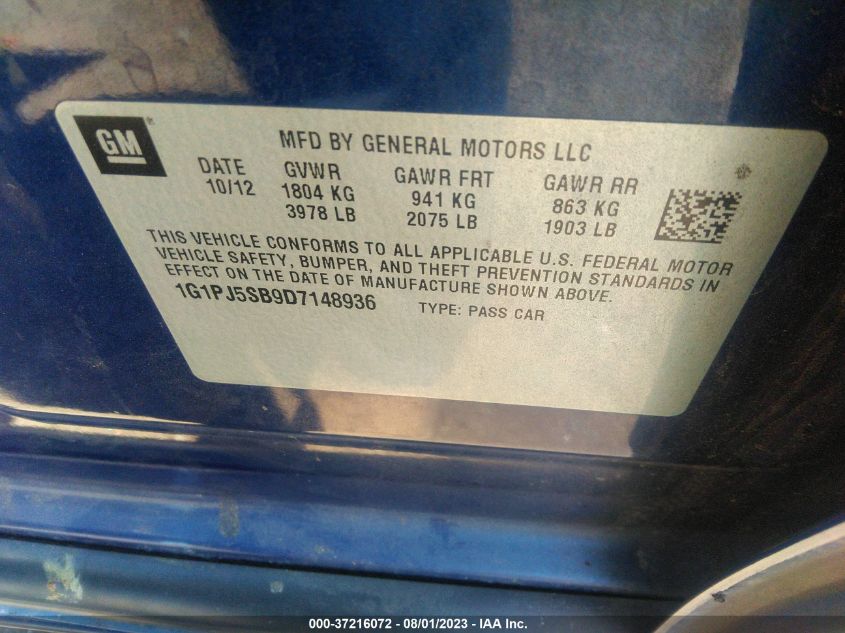 GM
MFD BY GENERAL MOTORS LLC
DATE GVWR GAWR FRT GAWR RR
10/12 1804 KG 941 KG 863 KG
3978 LB 2075 LB 1903 LB
THIS VEHICLE CONFORMS TO ALL APPLICABLE U.S. FEDERAL MOTOR
VEHICLE SAFETY, BUMPER, AND THEFT PREVENTION STANDARDS IN
EFFECT ON THE DATE OF MANUFACTURE SHOWN ABOVE.
1G1PJ5SB9D7148936 TYPE: PASS CAR
000-37216072 - 08/01/2023 - IAA Inc.